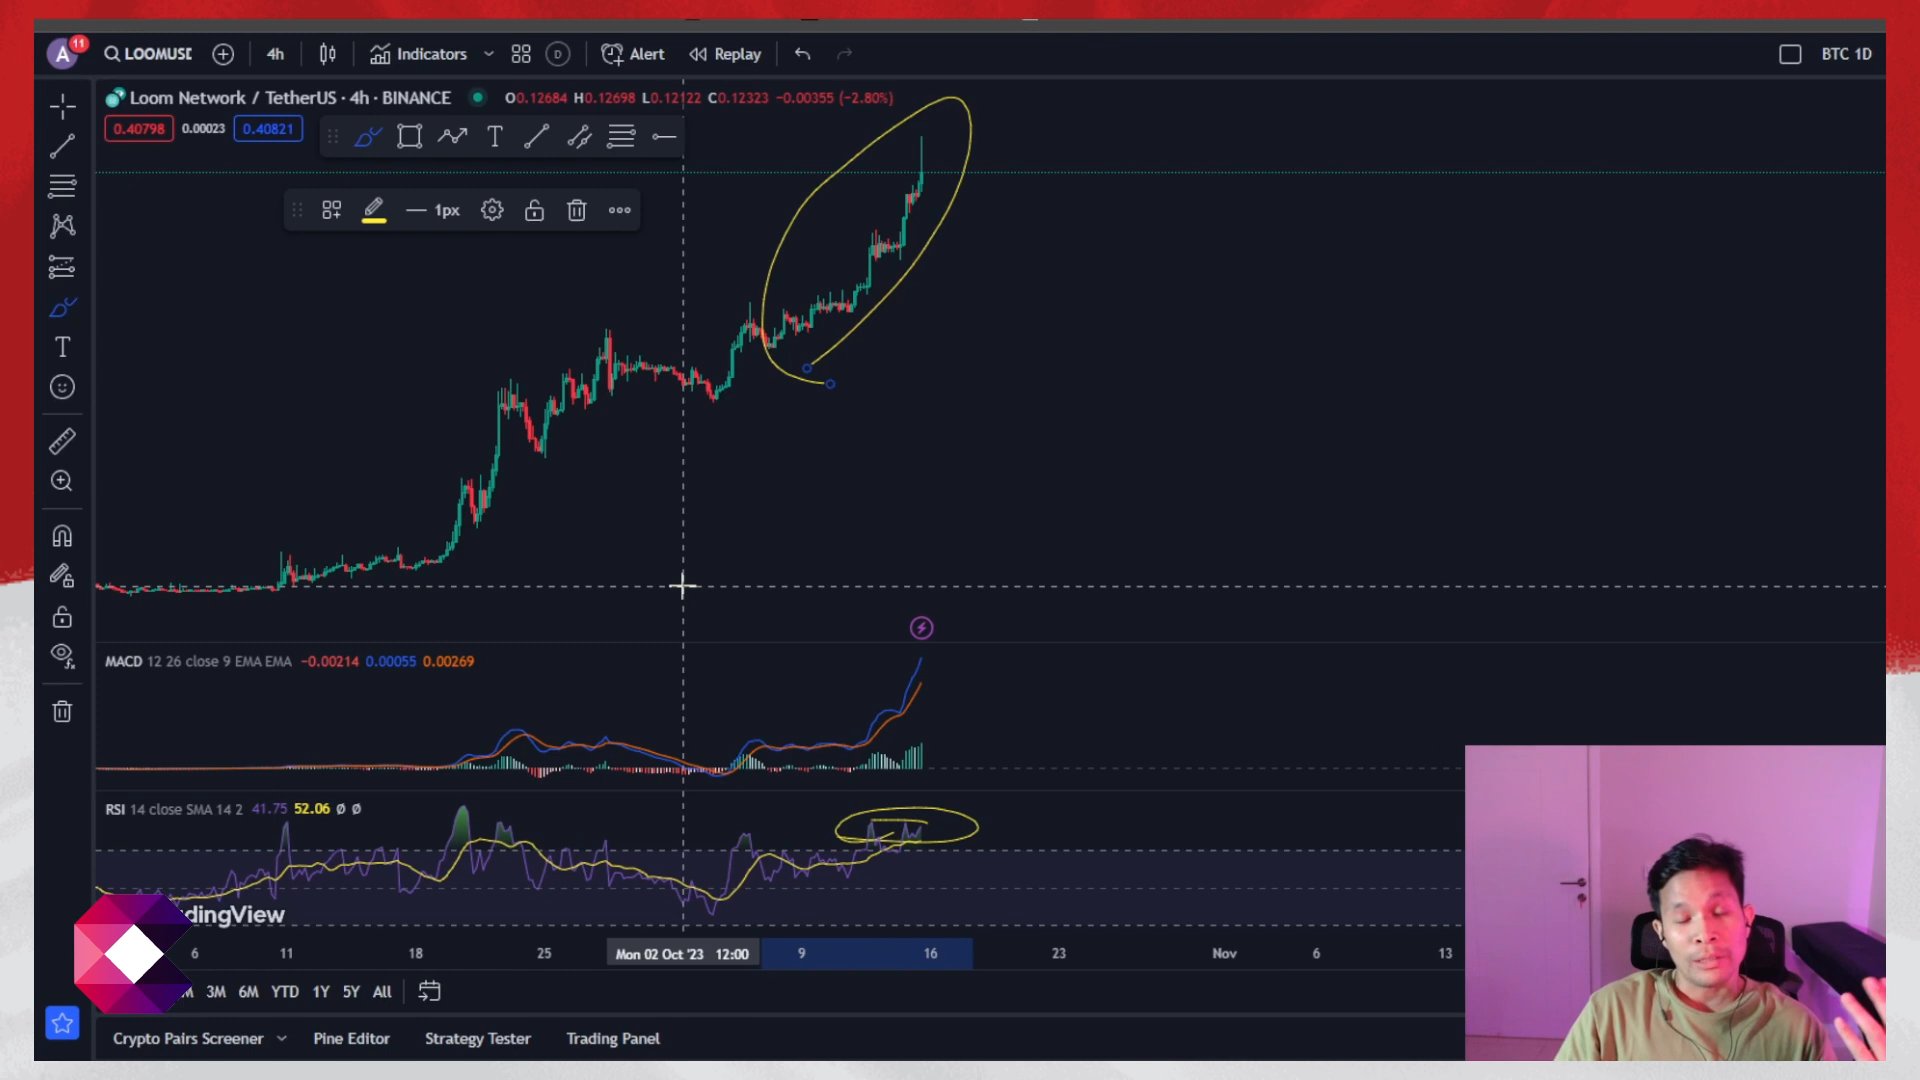 A 11 LOOMUSD 4h Indicators D Alert Replay BTC 1D
Loom Network / TetherUS · 4h · BINANCE O0.12684 H0.12698 L0.12122 C0.12323 −0.00355 (−2.80%)
0.40798 0.00023 0.40821
T
1px
T
MACD 12 26 close 9 EMA EMA −0.00214 0.00055 0.00269
RSI 14 close SMA 14 2 41.75 52.06 Ø Ø
dingView
6 11 18 25 Mon 02 Oct '23 12:00 9 16 23 Nov 6 13
M 3M 6M YTD 1Y 5Y All
Crypto Pairs Screener Pine Editor Strategy Tester Trading Panel